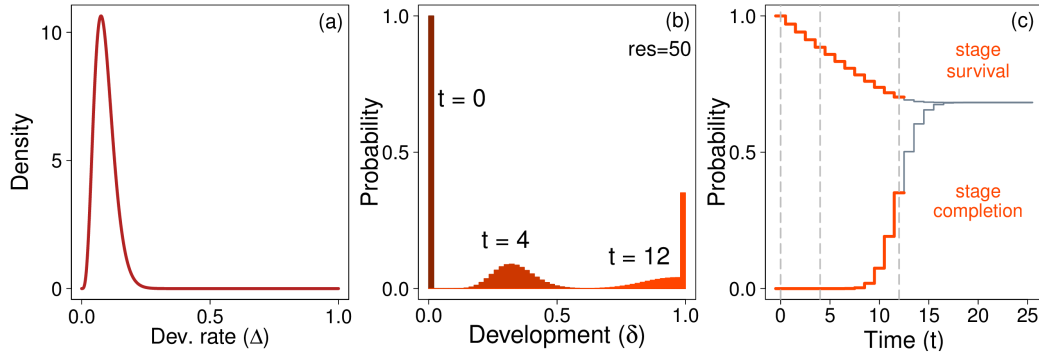 (a)
Density
10
5
0
0.0 0.5 1.0
Dev. rate (Δ)
(b)
res=50
Probability
1.0
0.5
0.0
t = 0
t = 4
t = 12
0.0 0.5 1.0
Development (δ)
(c)
Probability
1.0
0.5
0.0
stage
survival
stage
completion
0 5 10 15 20 25
Time (t)